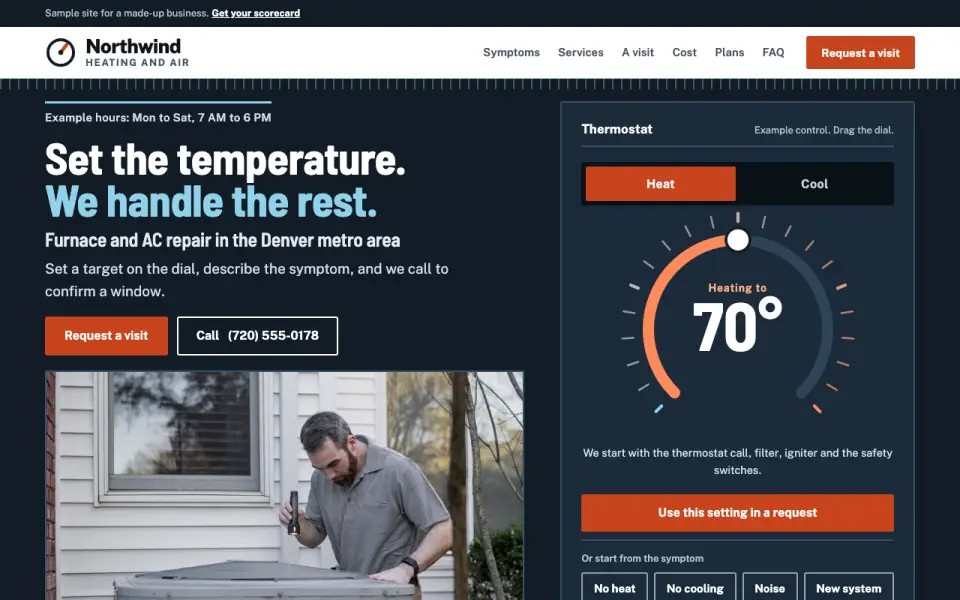 Sample site for a made-up business. Get your scorecard
Northwind
HEATING AND AIR
Symptoms
Services
A visit
Cost
Plans
FAQ
Request a visit
Example hours: Mon to Sat, 7 AM to 6 PM
Set the temperature.
We handle the rest.
Furnace and AC repair in the Denver metro area
Set a target on the dial, describe the symptom, and we call to
confirm a window.
Request a visit
Call (720) 555-0178
Thermostat
Example control. Drag the dial.
Heat
Cool
Heating to
70°
We start with the thermostat call, filter, igniter and the safety
switches.
Use this setting in a request
Or start from the symptom
No heat
No cooling
Noise
New system